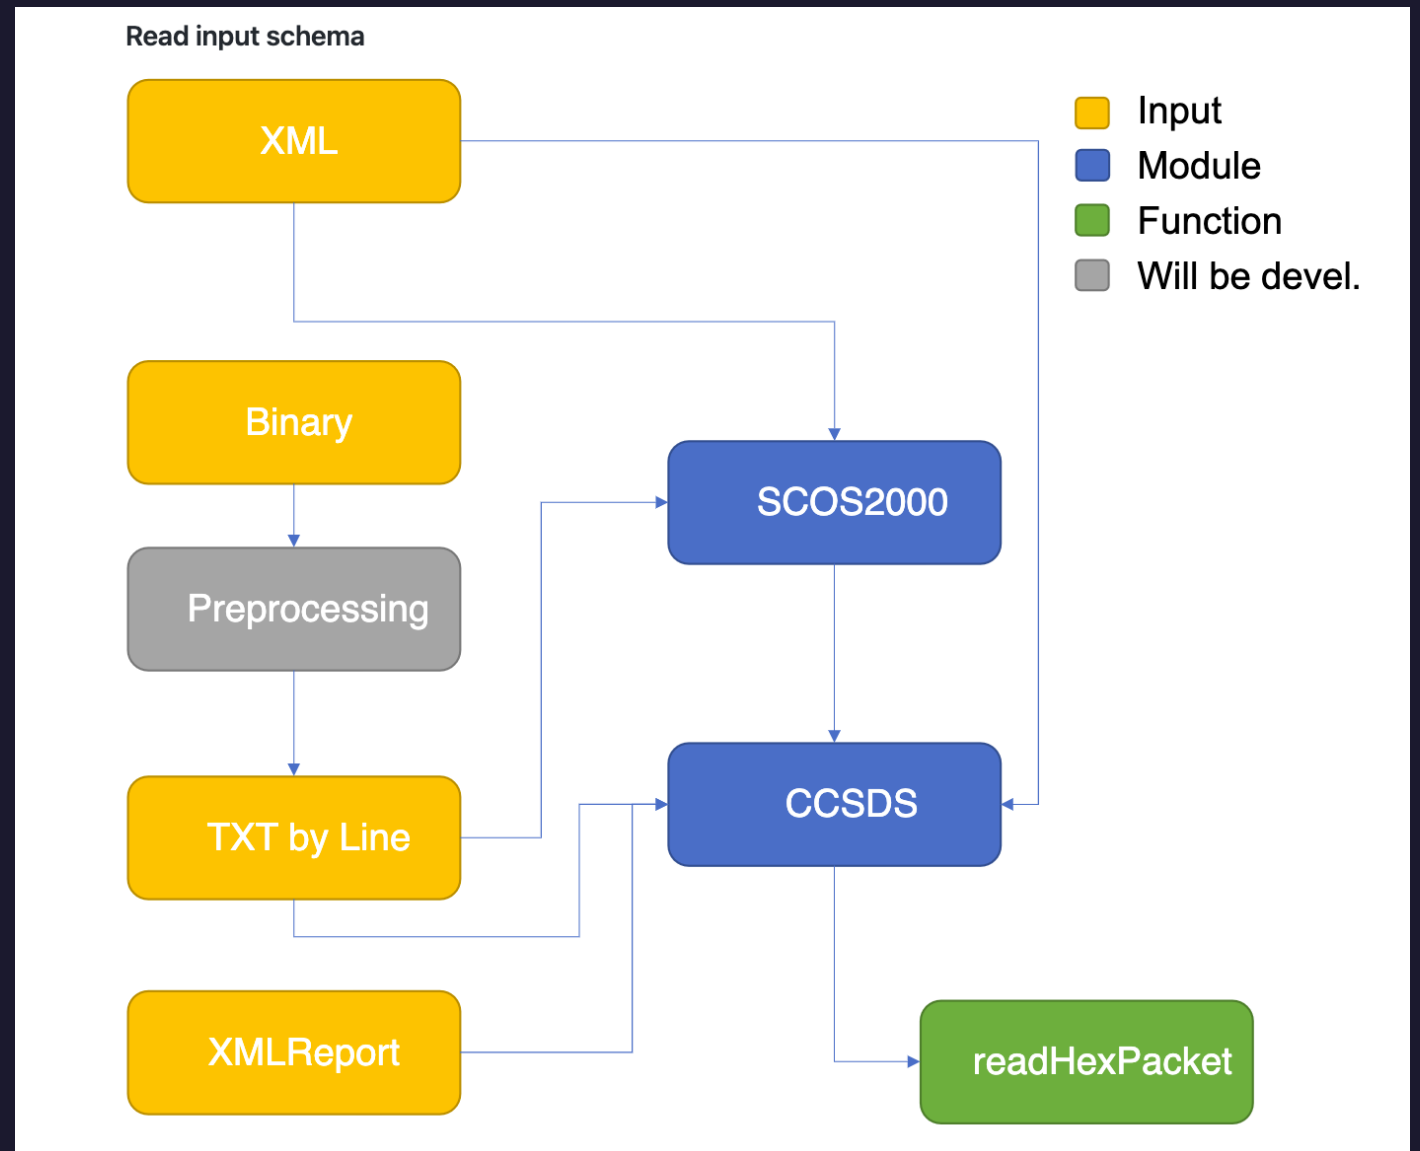 Read input schema
XML
Input
Module
Function
Will be devel.
Binary
SCOS2000
Preprocessing
CCSDS
TXT by Line
XMLReport
readHexPacket